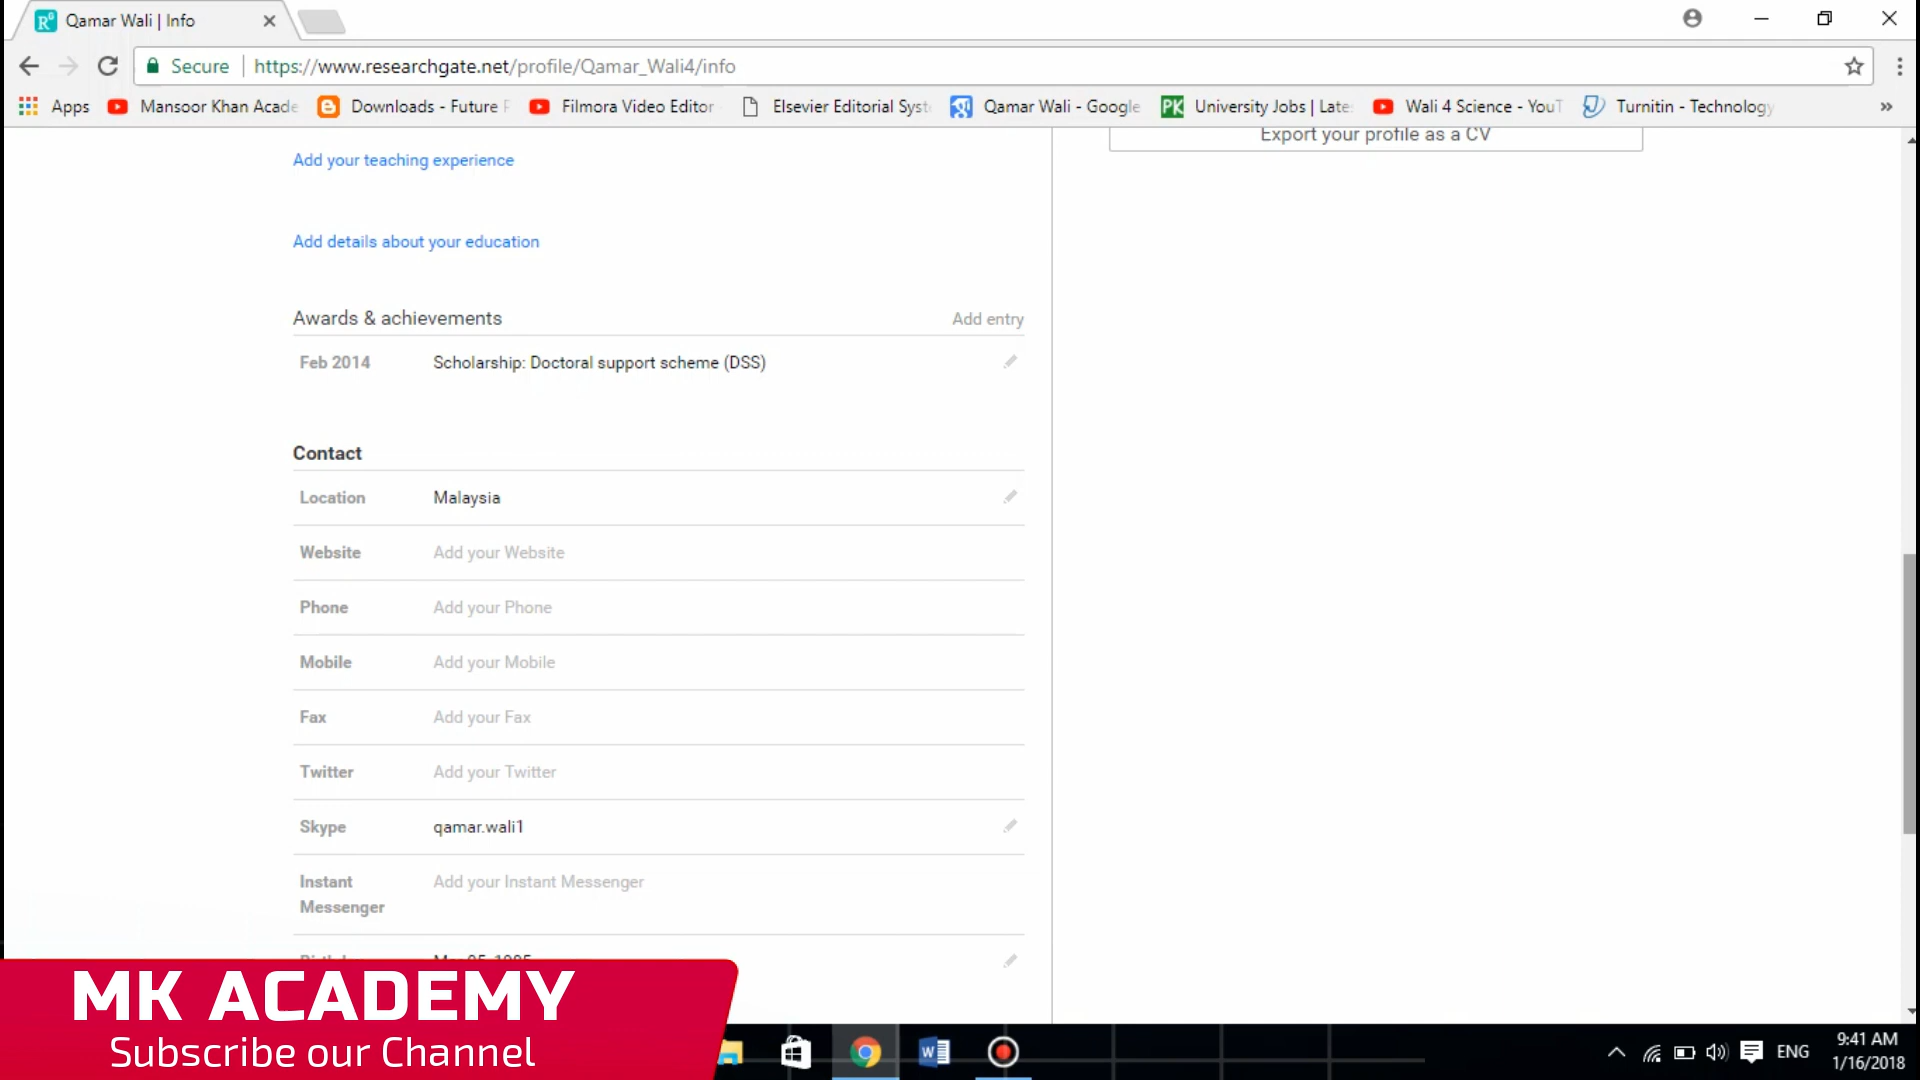 Qamar Wali | Info
Secure
https://www.researchgate.net/profile/Qamar_Wali4/info
Apps
Mansoor Khan Acade
Downloads - Future
Filmora Video Editor
Elsevier Editorial Syst
Qamar Wali - Google
PK
University Jobs | Late
Wali 4 Science - YouT
Turnitin - Technology
»
Export your profile as a CV
Add your teaching experience
Add details about your education
Awards & achievements
Add entry
Feb 2014
Scholarship: Doctoral support scheme (DSS)
Contact
Location
Malaysia
Website
Add your Website
Phone
Add your Phone
Mobile
Add your Mobile
Fax
Add your Fax
Twitter
Add your Twitter
Skype
qamar.wali1
Instant
Messenger
Add your Instant Messenger
MK ACADEMY
Subscribe our Channel
ENG
9:41 AM
1/16/2018